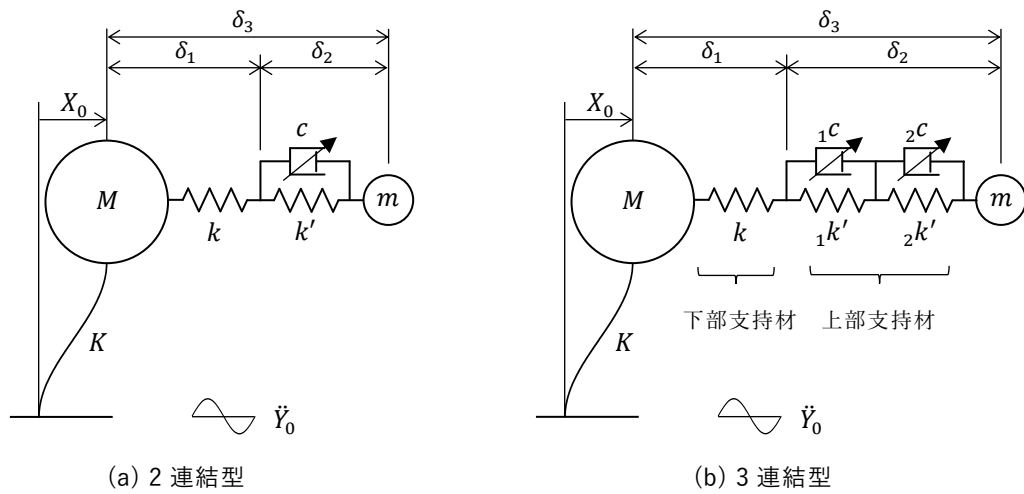 δ₃
δ₁ δ₂
X₀
c
M
k
k′
m
K
Ÿ₀
(a) 2 連結型
δ₃
δ₁ δ₂
X₀
₁c ₂c
M
k
₁k′ ₂k′
m
下部支持材 上部支持材
K
Ÿ₀
(b) 3 連結型